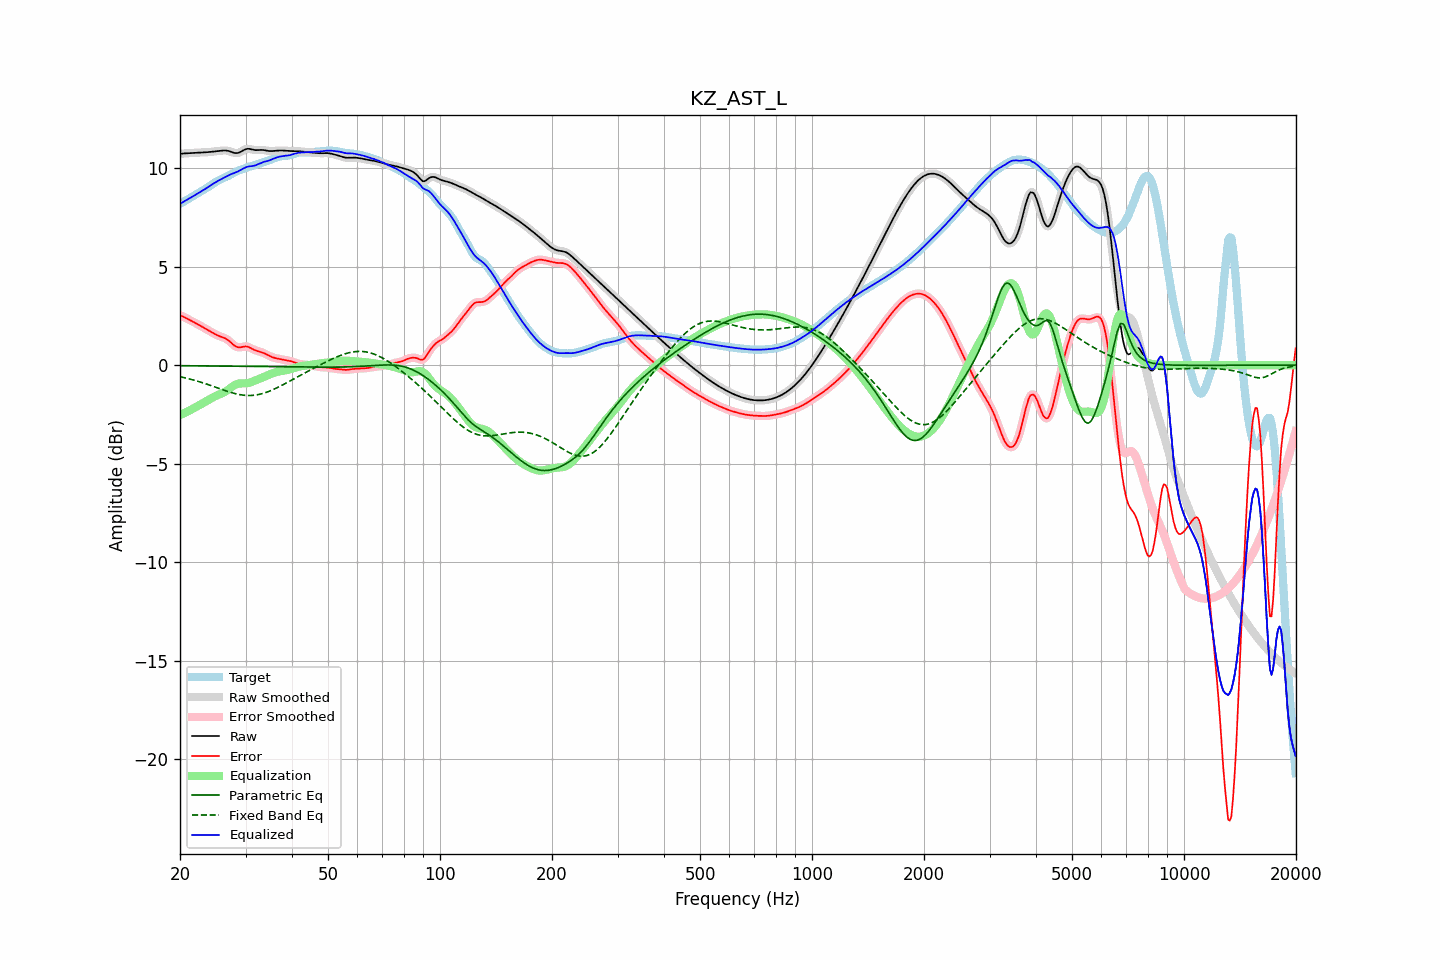 KZ_AST_L
Amplitude (dBr)
10
5
0
−5
−10
−15
−20
Target
Raw Smoothed
Error Smoothed
Raw
Error
Equalization
Parametric Eq
Fixed Band Eq
Equalized
20 50 100 200 500 1000 2000 5000 10000 20000
Frequency (Hz)